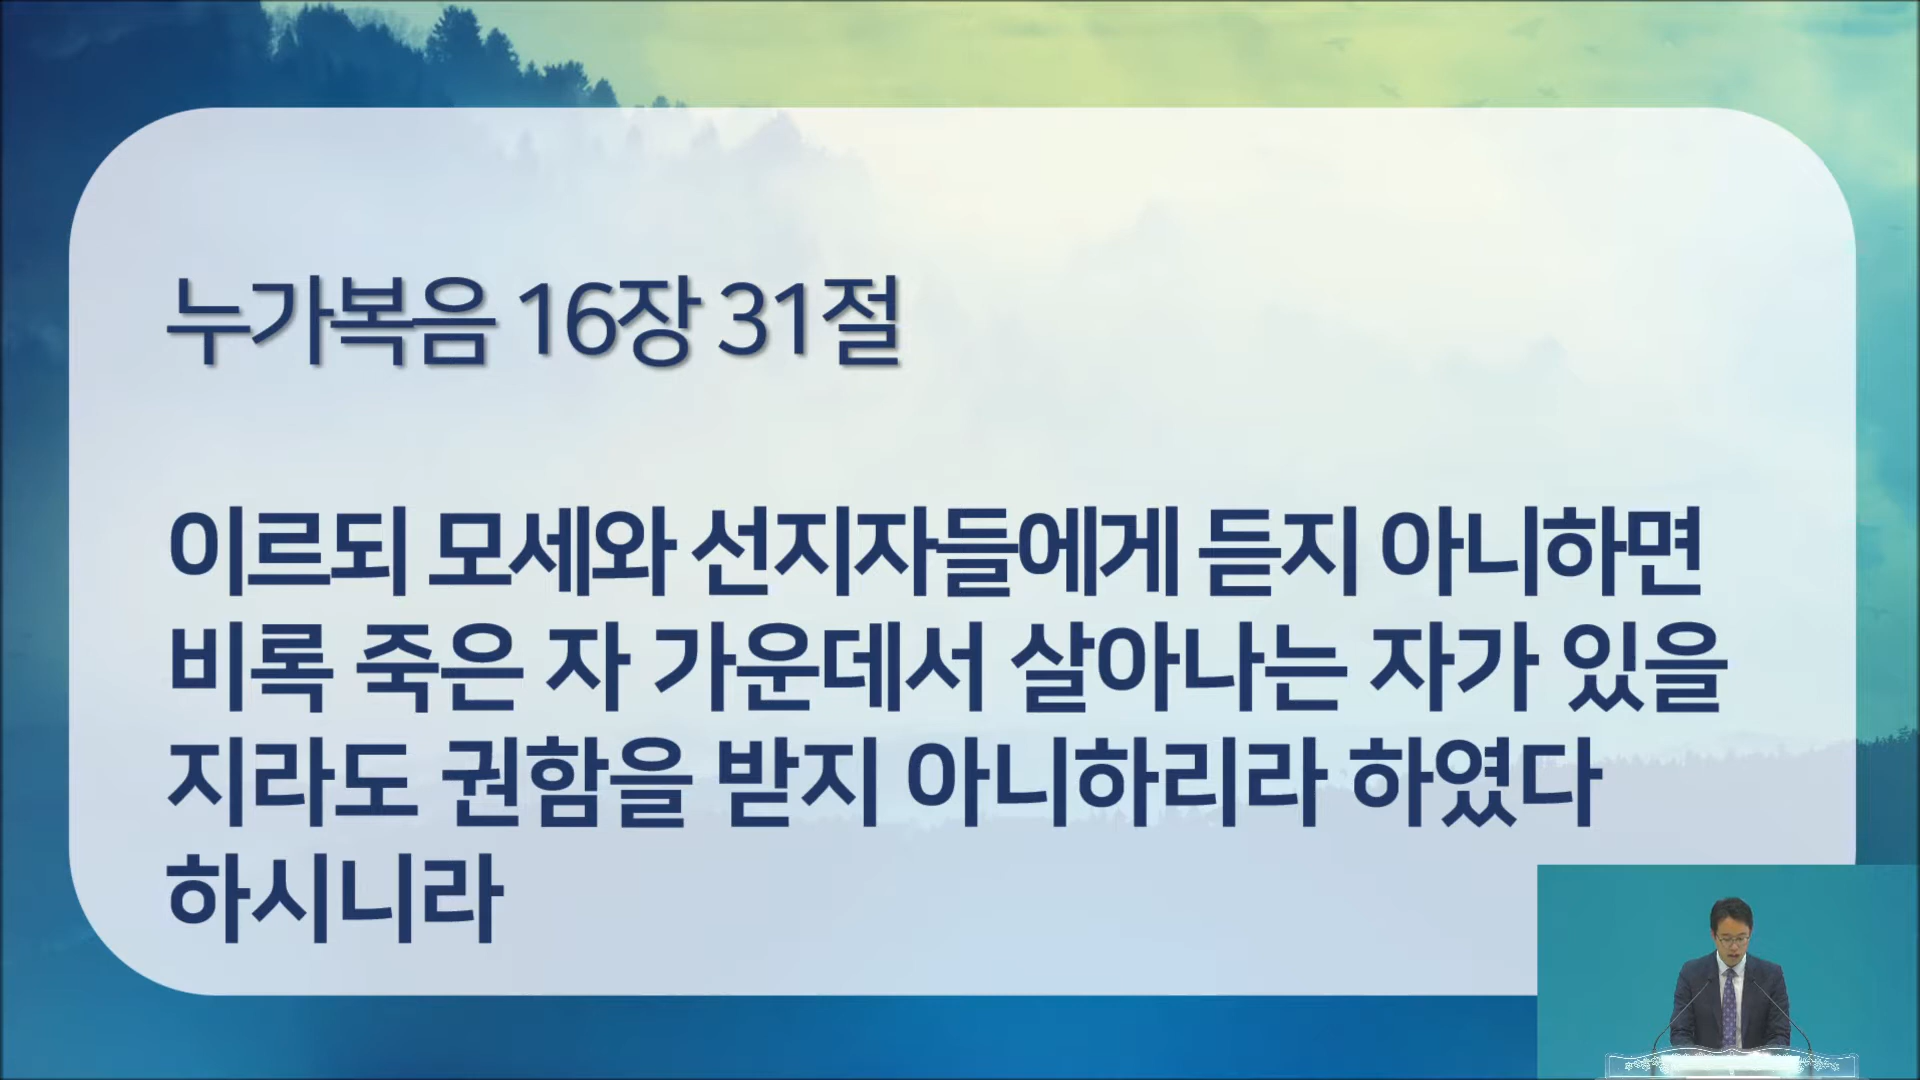 누가복음 16장 31절
이르되 모세와 선지자들에게 듣지 아니하면
비록 죽은 자 가운데서 살아나는 자가 있을
지라도 권함을 받지 아니하리라 하였다
하시니라